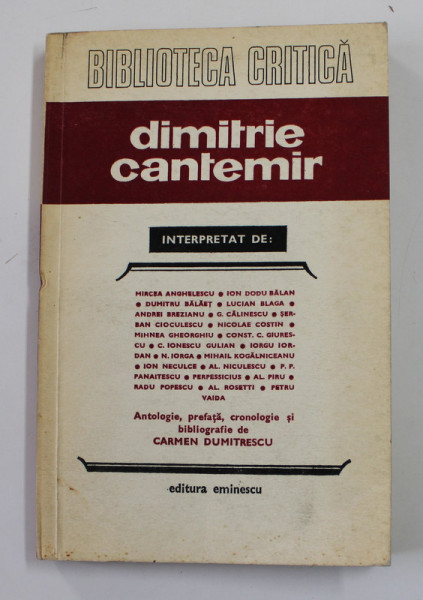 BIBLIOTECA CRITICĂ
dimitrie
cantemir
INTERPRETAT DE:
MIRCEA ANGHELESCU • ION DODU BĂLAN
• DUMITRU BĂLĂEȚ • LUCIAN BLAGA •
ANDREI BREZIANU • G. CĂLINESCU • ȘER-
BAN CIOCULESCU • NICOLAE COSTIN •
MIHNEA GHEORGHIU • CONST. C. GIURES-
CU • C. IONESCU GULIAN • IORGU IOR-
DAN • N. IORGA • MIHAIL KOGĂLNICEANU
• ION NECULCE • AL. NICULESCU • P. P.
PANAITESCU • PERPESSICIUS • AL. PIRU •
RADU POPESCU • AL. ROSETTI • PETRU
VAIDA
Antologie, prefață, cronologie și
bibliografie de
CARMEN DUMITRESCU
editura eminescu